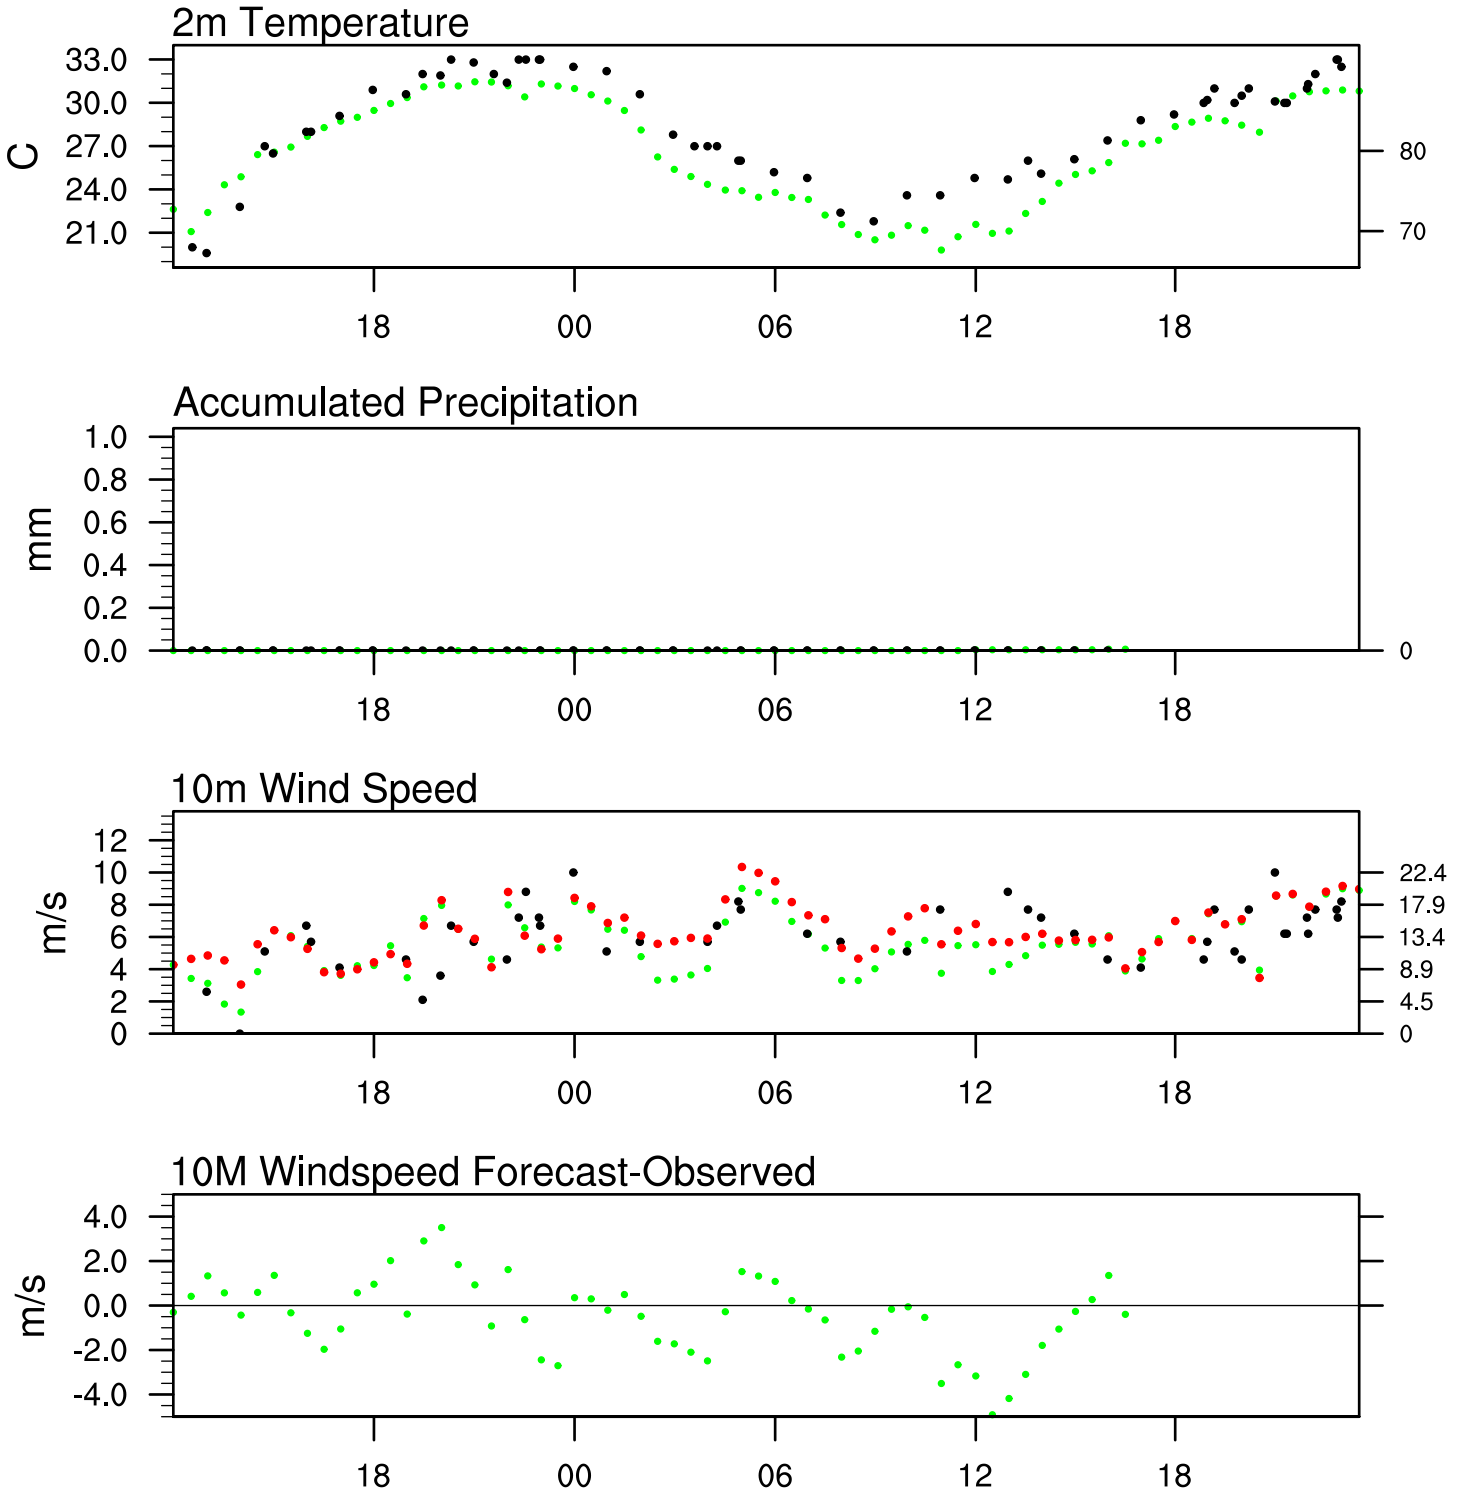 2m Temperature
33.0
30.0
27.0
24.0
21.0
C
80
70
18 00 06 12 18
Accumulated Precipitation
1.0
0.8
0.6
0.4
0.2
0.0
mm
0
18 00 06 12 18
10m Wind Speed
12
10
8
6
4
2
0
m/s
22.4
17.9
13.4
8.9
4.5
0
18 00 06 12 18
10M Windspeed Forecast-Observed
4.0
2.0
0.0
-2.0
-4.0
m/s
18 00 06 12 18